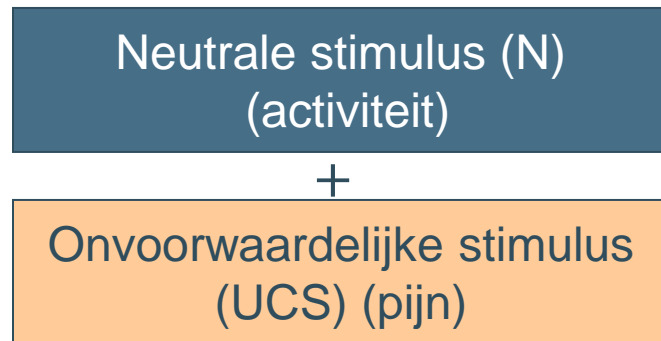 Neutrale stimulus (N)
(activiteit)
+
Onvoorwaardelijke stimulus
(UCS) (pijn)